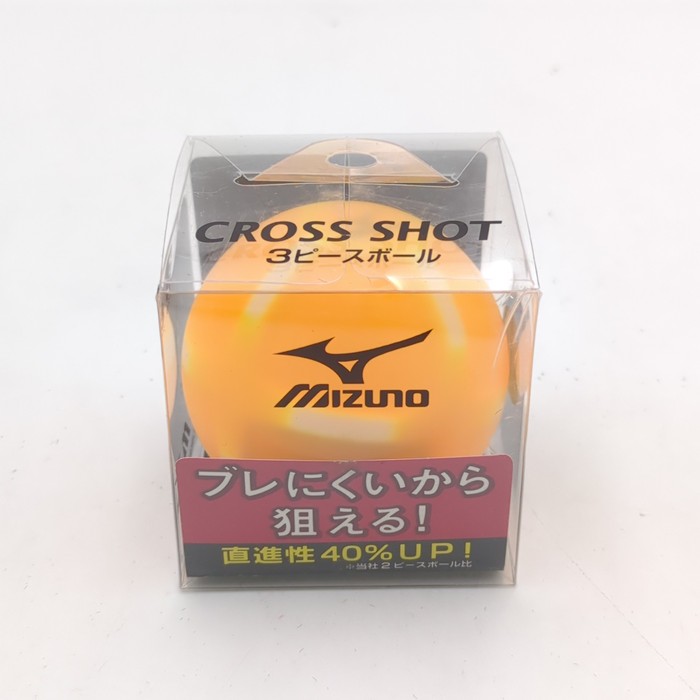 CROSS SHOT
3ピースボール
MIZUNO
ブレにくいから
狙える！
直進性40%UP！
※当社2ピースボール比